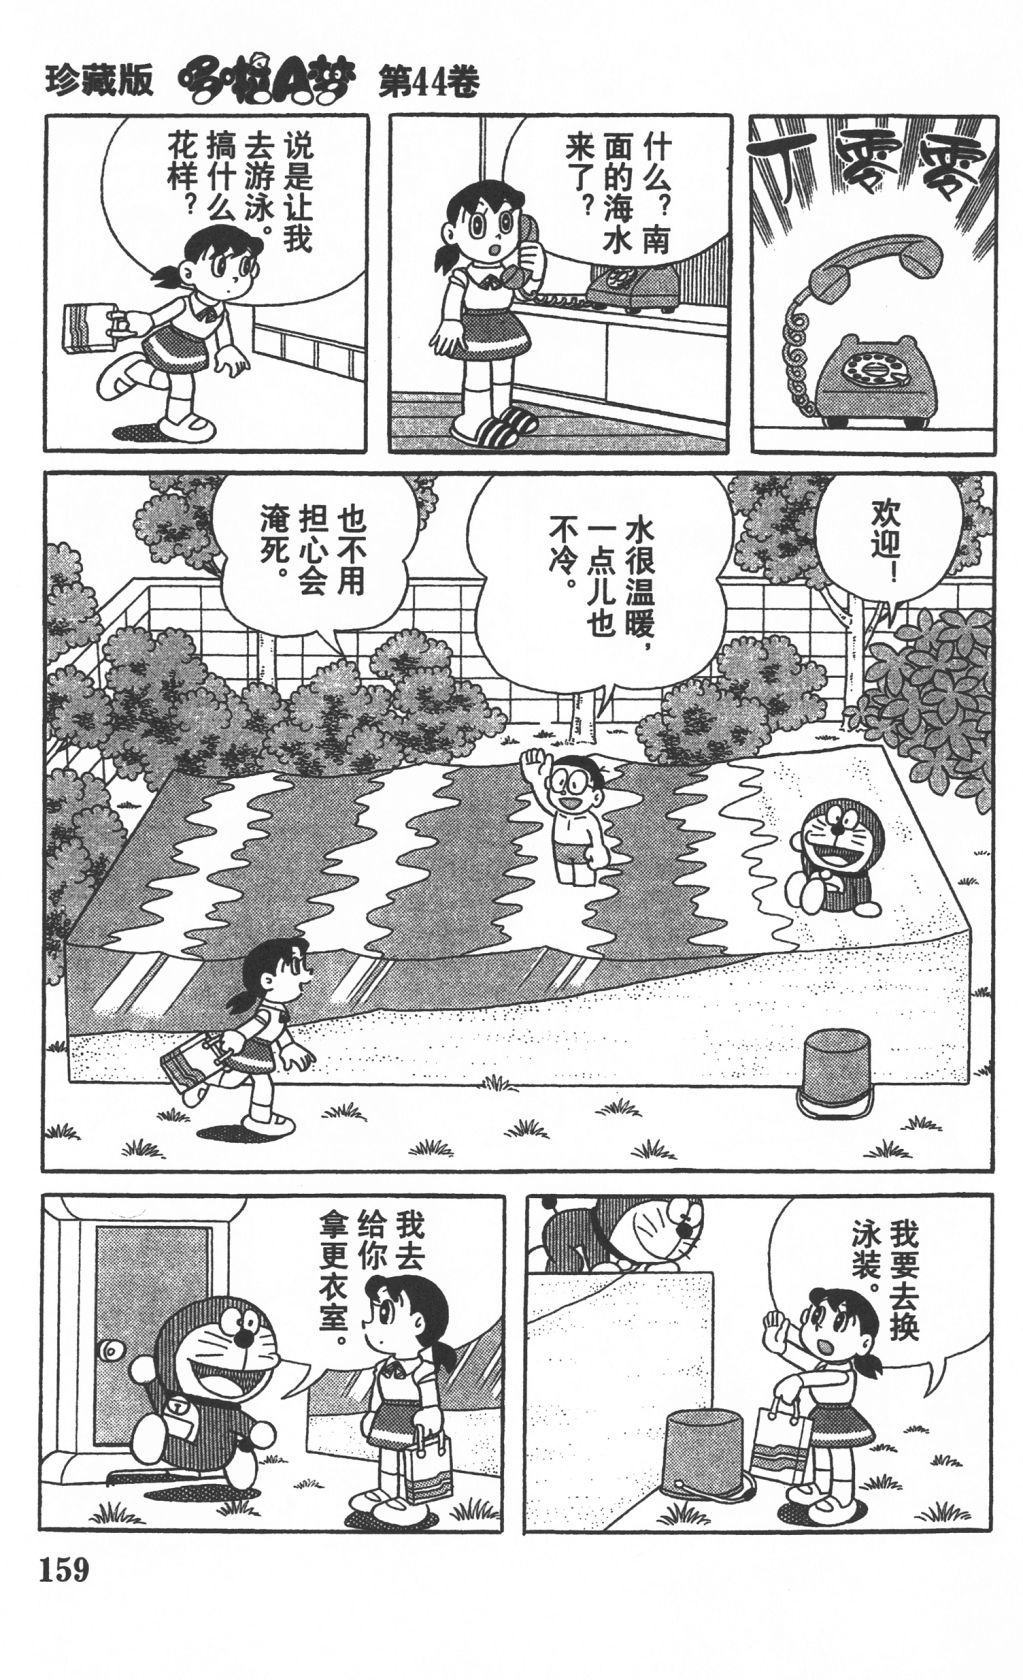 珍藏版 哆啦A梦 第44卷
丁零零
什么?南
面的海水
来了?
说是让我
去游泳。
搞什么
花样?
欢迎!
水很温暖,
一点儿也
不冷。
也不用
担心会
淹死。
我要去换
泳装。
我去
给你
拿更衣室。
159